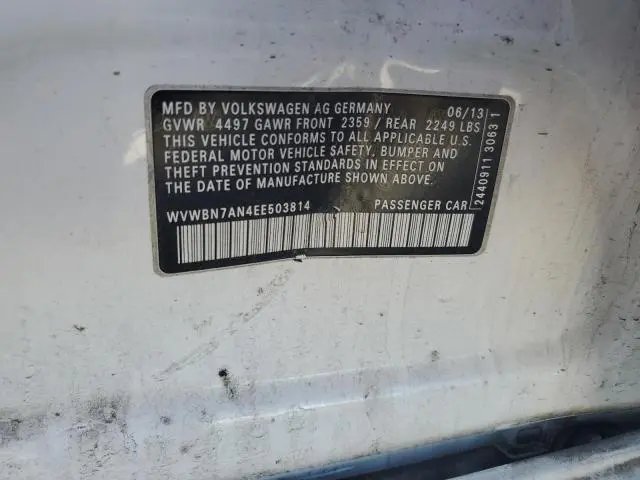 MFD BY VOLKSWAGEN AG GERMANY 06/13
GVWR 4497 GAWR FRONT 2359 / REAR 2249 LBS
THIS VEHICLE CONFORMS TO ALL APPLICABLE U.S.
FEDERAL MOTOR VEHICLE SAFETY, BUMPER AND
THEFT PREVENTION STANDARDS IN EFFECT ON
THE DATE OF MANUFACTURE SHOWN ABOVE.
WVWBN7AN4EE503814 PASSENGER CAR
2440911 3063 1